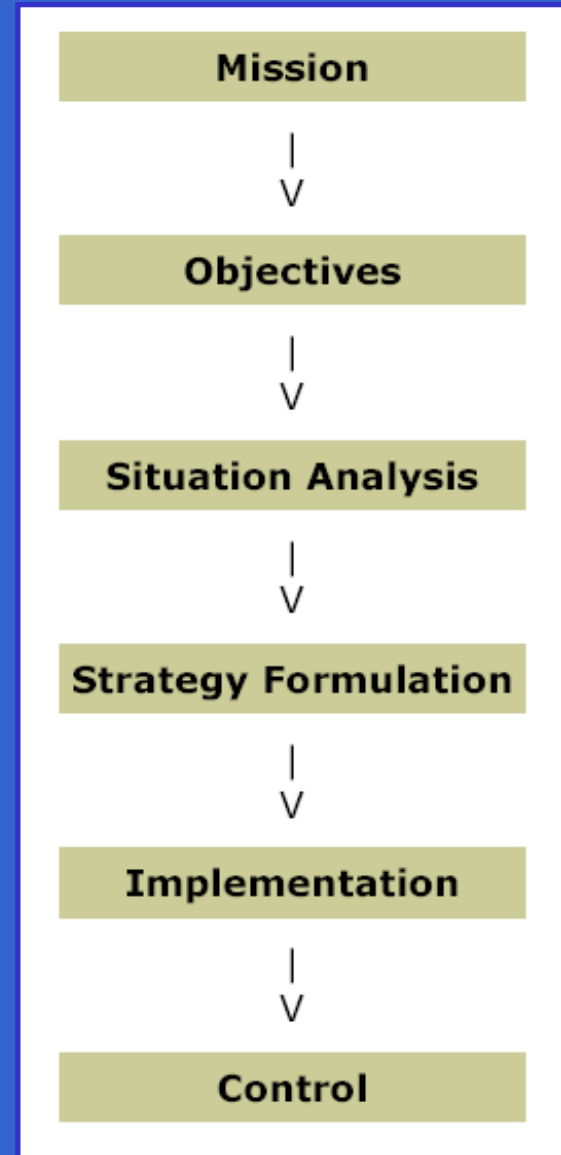 Mission
|
V
Objectives
|
V
Situation Analysis
|
V
Strategy Formulation
|
V
Implementation
|
V
Control